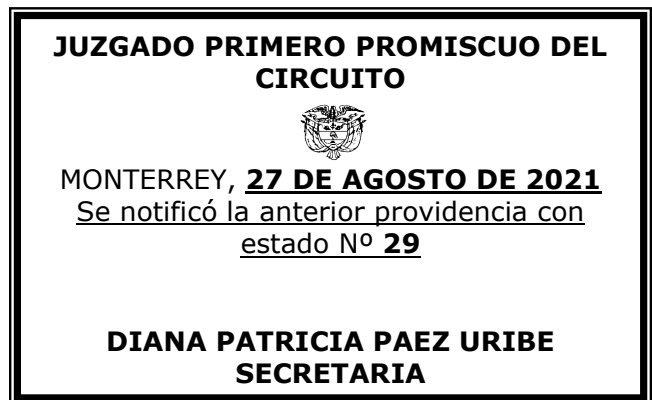 JUZGADO PRIMERO PROMISCUO DEL
CIRCUITO
MONTERREY, 27 DE AGOSTO DE 2021
Se notificó la anterior providencia con
estado Nº 29
DIANA PATRICIA PAEZ URIBE
SECRETARIA